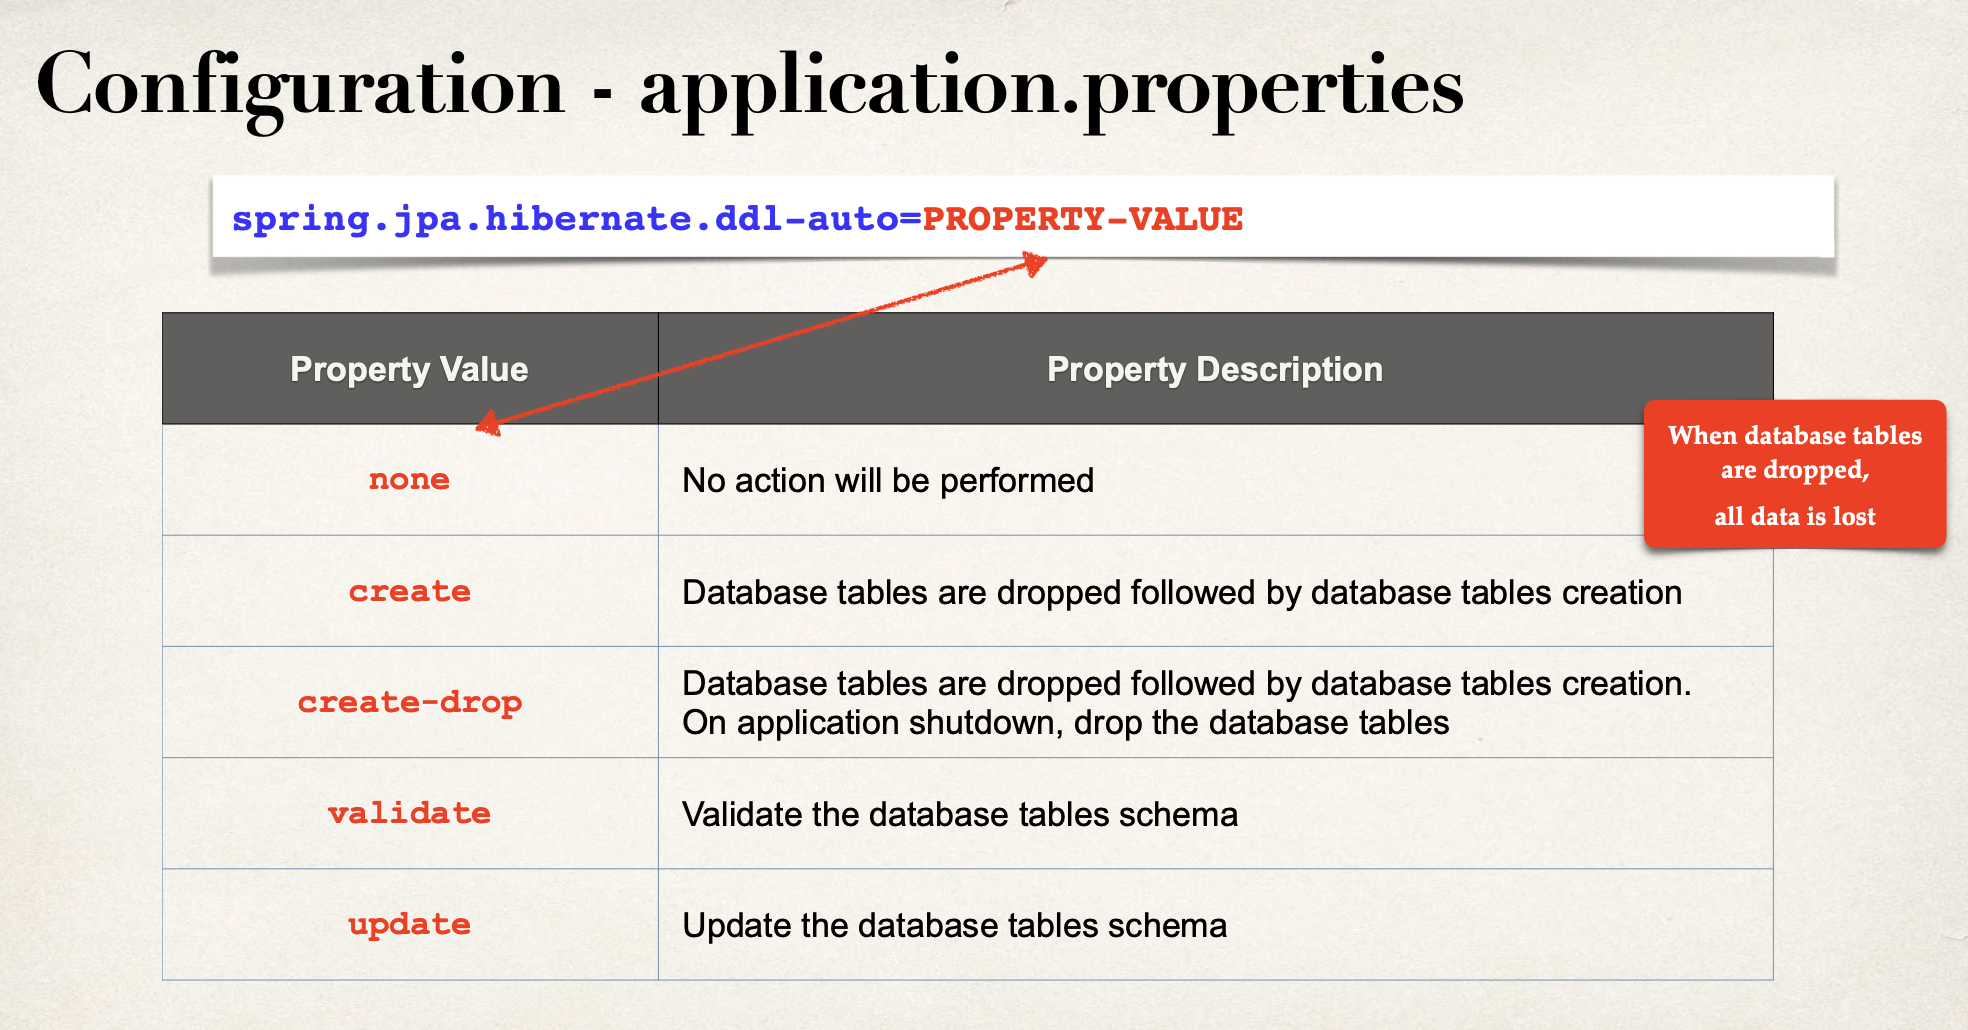 Configuration - application.properties
spring.jpa.hibernate.ddl-auto=PROPERTY-VALUE
Property Value
Property Description
When database tables
are dropped,
all data is lost
none
No action will be performed
create
Database tables are dropped followed by database tables creation
create-drop
Database tables are dropped followed by database tables creation.
On application shutdown, drop the database tables
validate
Validate the database tables schema
update
Update the database tables schema